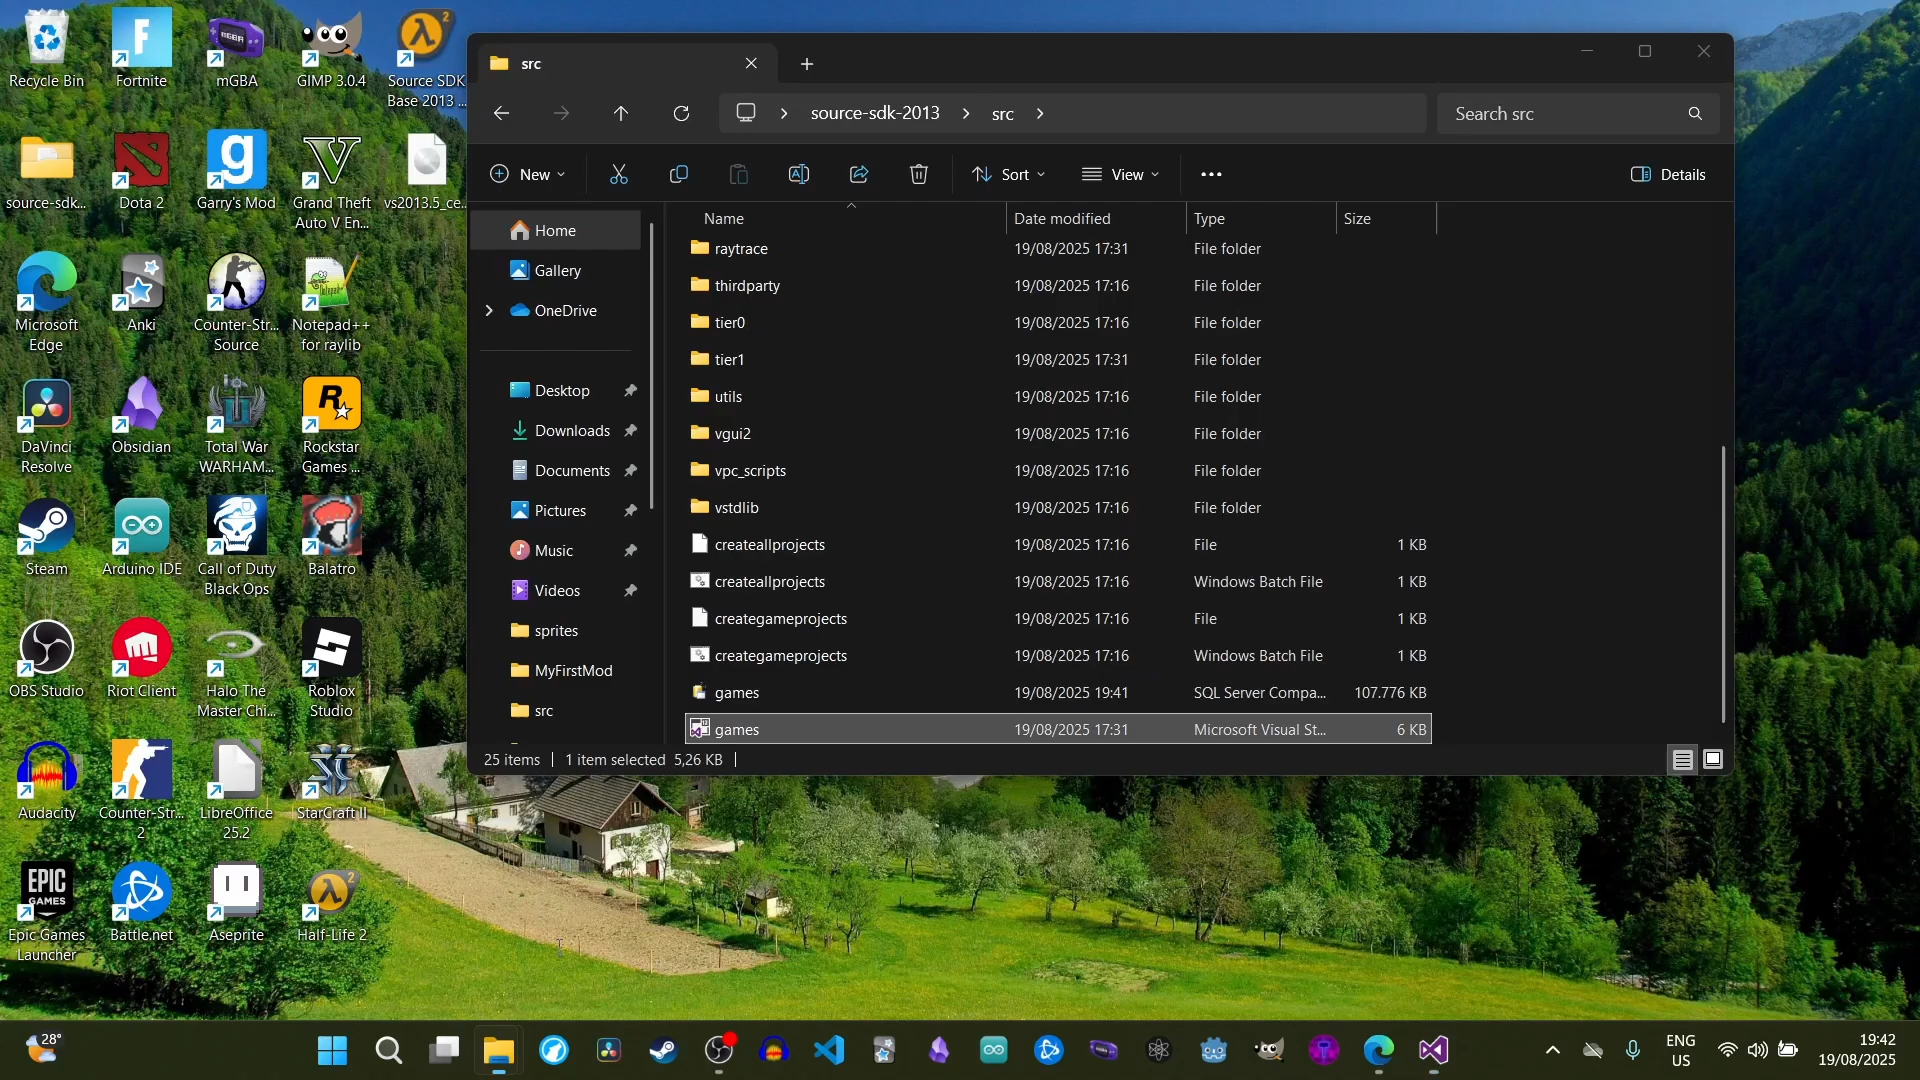 Recycle Bin
Fortnite
mGBA
GIMP 3.0.4
Source SDK
Base 2013 ...
source-sdk...
Dota 2
Garry's Mod
Grand Theft
Auto V En...
vs2013.5_ce...
Microsoft
Edge
Anki
Counter-Str...
Source
Notepad++
for raylib
DaVinci
Resolve
Obsidian
Total War
WARHAM...
Rockstar
Games ...
Steam
Arduino IDE
Call of Duty
Black Ops
Balatro
OBS Studio
Riot Client
Halo The
Master Chi...
Roblox
Studio
Audacity
Counter-Str...
2
LibreOffice
25.2
StarCraft II
EPIC
GAMES
Epic Games
Launcher
Battle.net
Aseprite
Half-Life 2
src
source-sdk-2013
src
Search src
New
Sort
View
Details
Home
Gallery
OneDrive
Desktop
Downloads
Documents
Pictures
Music
Videos
sprites
MyFirstMod
src
Name Date modified Type Size
raytrace 19/08/2025 17:31 File folder
thirdparty 19/08/2025 17:16 File folder
tier0 19/08/2025 17:16 File folder
tier1 19/08/2025 17:31 File folder
utils 19/08/2025 17:16 File folder
vgui2 19/08/2025 17:16 File folder
vpc_scripts 19/08/2025 17:16 File folder
vstdlib 19/08/2025 17:16 File folder
createallprojects 19/08/2025 17:16 File 1 KB
createallprojects 19/08/2025 17:16 Windows Batch File 1 KB
creategameprojects 19/08/2025 17:16 File 1 KB
creategameprojects 19/08/2025 17:16 Windows Batch File 1 KB
games 19/08/2025 19:41 SQL Server Compa... 107.776 KB
games 19/08/2025 17:31 Microsoft Visual St... 6 KB
25 items 1 item selected 5,26 KB
28°
ENG
US
19:42
19/08/2025